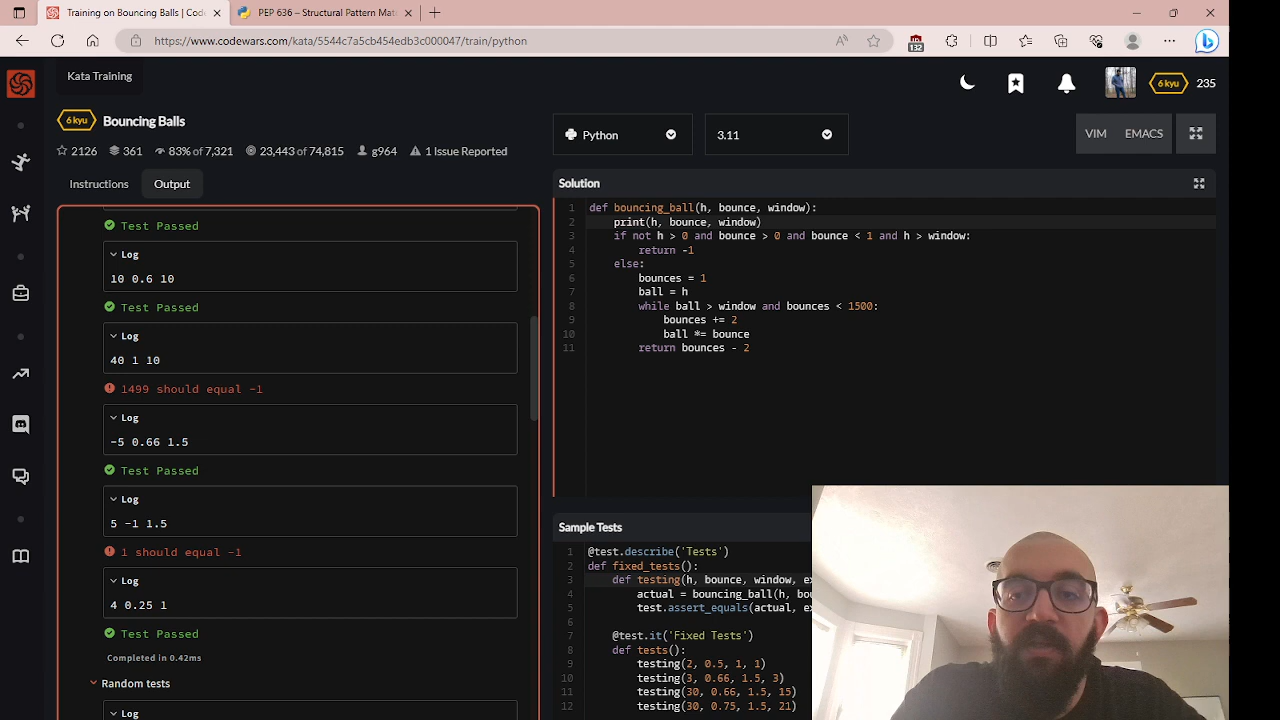 Training on Bouncing Balls | Cod
PEP 636 – Structural Pattern Mat
https://www.codewars.com/kata/5544c7a5cb454edb3c000047/train/python
132
Kata Training
6 kyu
235
6 kyu
Bouncing Balls
2126
361
83% of 7,321
23,443 of 74,815
g964
1 Issue Reported
Python
3.11
VIM
EMACS
Instructions
Output
Test Passed
Log
10 0.6 10
Test Passed
Log
40 1 10
1499 should equal -1
Log
-5 0.66 1.5
Test Passed
Log
5 -1 1.5
1 should equal -1
Log
4 0.25 1
Test Passed
Completed in 0.42ms
Random tests
Log
Solution
1 def bouncing_ball(h, bounce, window):
2 print(h, bounce, window)
3 if not h > 0 and bounce > 0 and bounce < 1 and h > window:
4 return -1
5 else:
6 bounces = 1
7 ball = h
8 while ball > window and bounces < 1500:
9 bounces += 2
10 ball *= bounce
11 return bounces - 2
Sample Tests
1 @test.describe('Tests')
2 def fixed_tests():
3 def testing(h, bounce, window, ex
4 actual = bouncing_ball(h, bou
5 test.assert_equals(actual, ex
6
7 @test.it('Fixed Tests')
8 def tests():
9 testing(2, 0.5, 1, 1)
10 testing(3, 0.66, 1.5, 3)
11 testing(30, 0.66, 1.5, 15)
12 testing(30, 0.75, 1.5, 21)